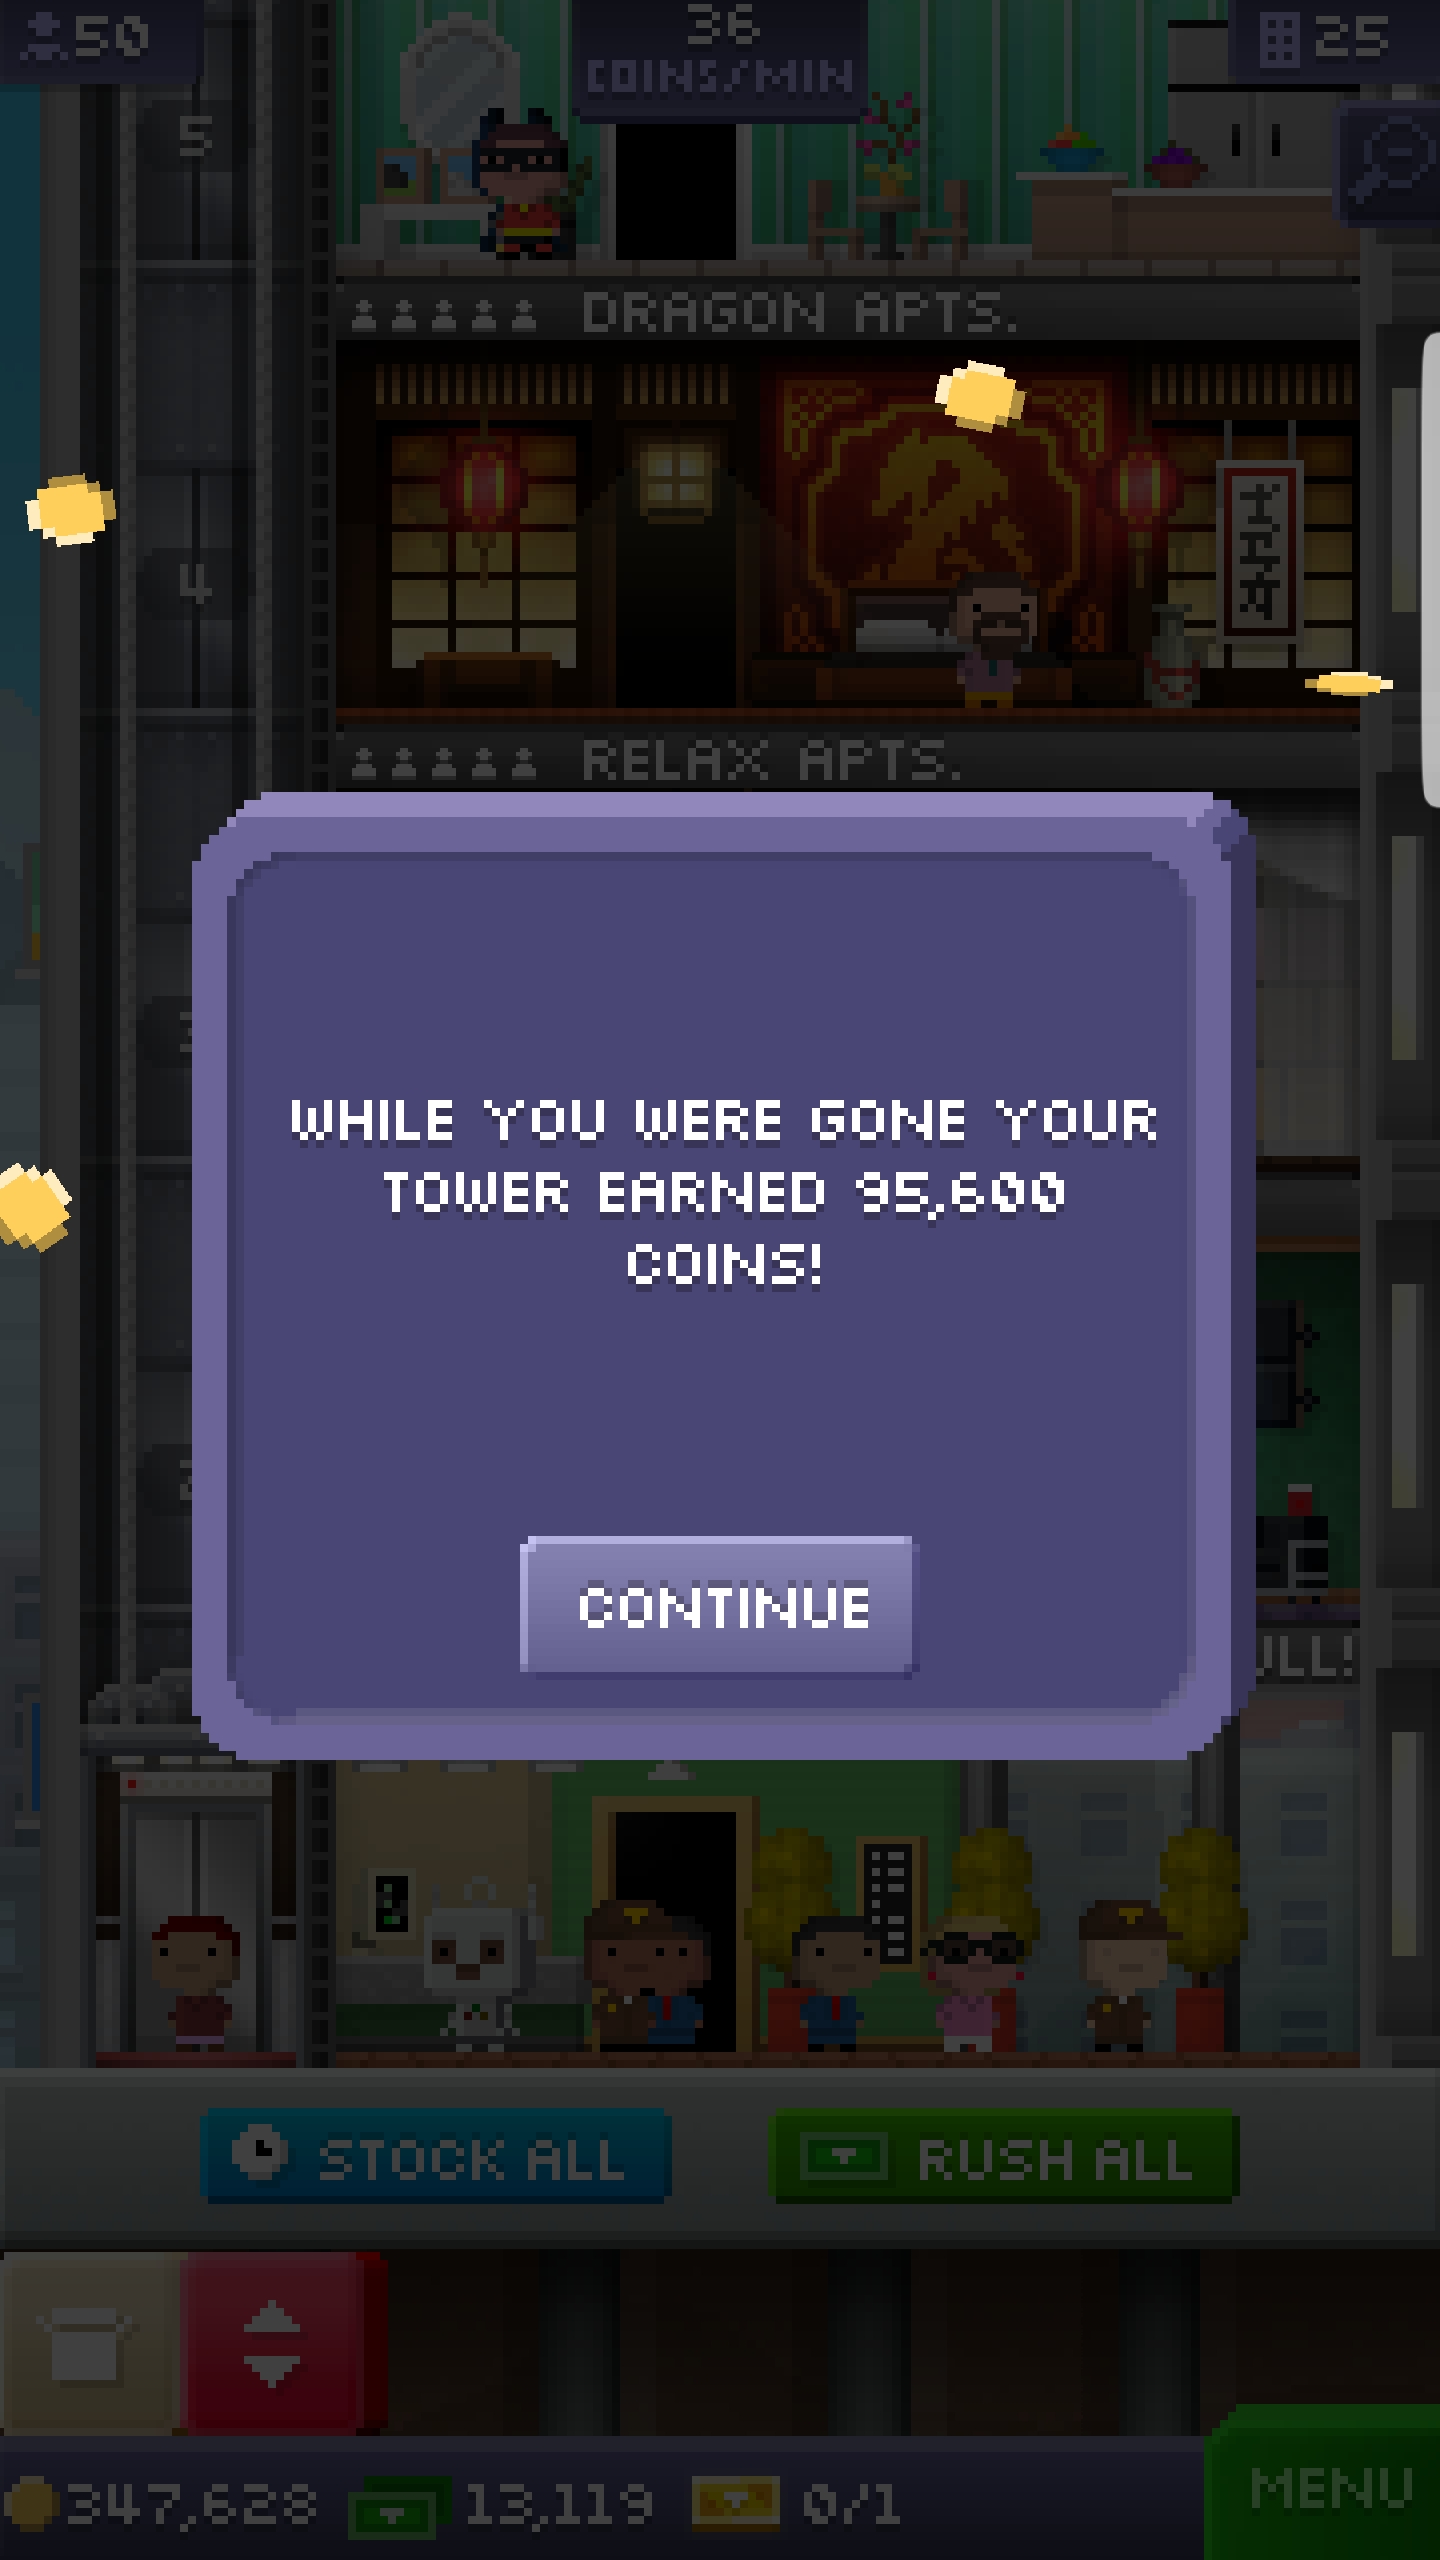 50
36
COINS/MIN
25
5
DRAGON APTS.
4
RELAX APTS.
WHILE YOU WERE GONE YOUR
TOWER EARNED 95,600
COINS!
CONTINUE
STOCK ALL
RUSH ALL
347,628
13,119
0/1
MENU